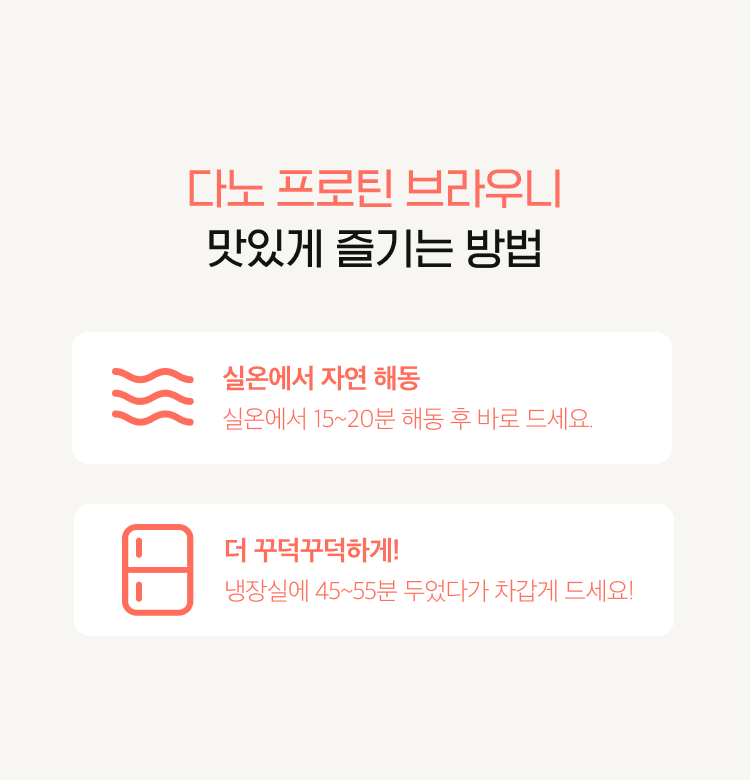 다노 프로틴 브라우니
맛있게 즐기는 방법
실온에서 자연 해동
실온에서 15~20분 해동 후 바로 드세요.
더 꾸덕꾸덕하게!
냉장실에 45~55분 두었다가 차갑게 드세요!